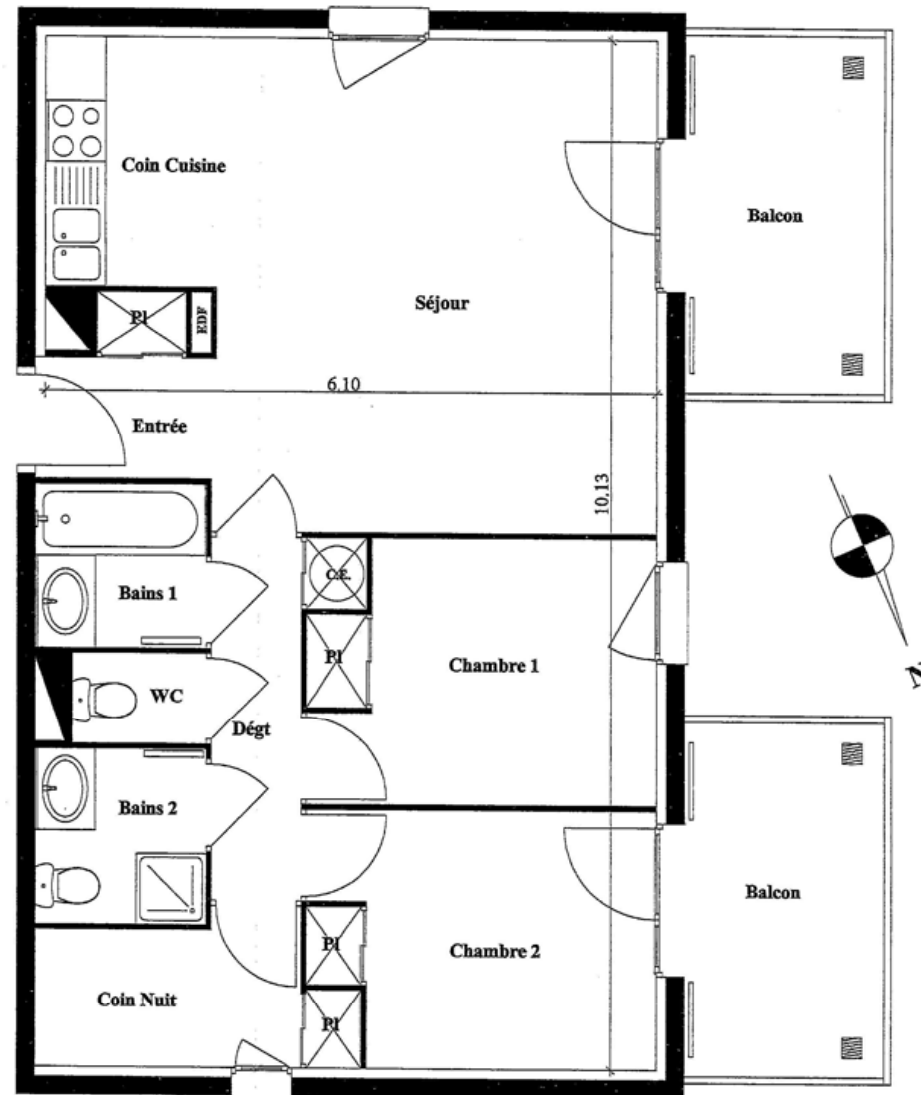 Coin Cuisine
Balcon
Pl
EDF
Séjour
6.10
Entrée
10.13
C.E.
Bains 1
Pl
Chambre 1
N
WC
Dégt
Bains 2
Balcon
Pl
Chambre 2
Coin Nuit
Pl